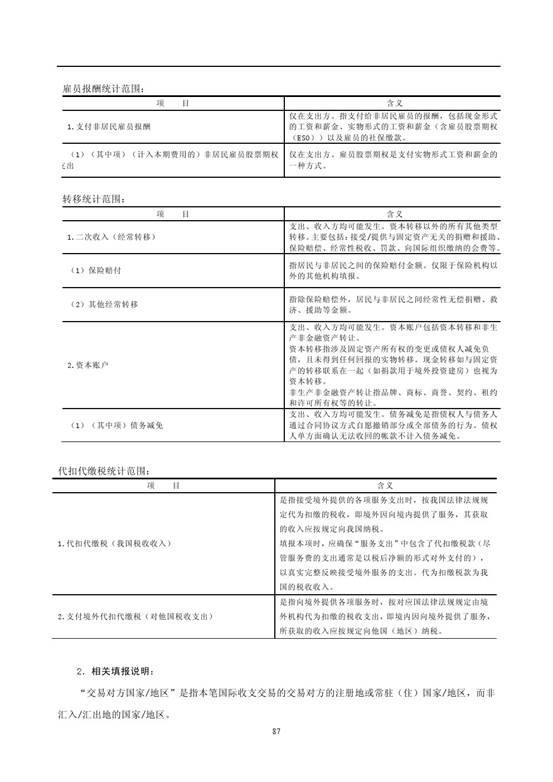 雇员报酬统计范围：
项 目 含义
1.支付非居民雇员报酬
仅在支出方。指支付给非居民雇员的报酬，包括现金形式
的工资和薪金、实物形式的工资和薪金（含雇员股票期权
（ESO））以及雇员的社保缴款。
（1）（其中项）（计入本期费用的）非居民雇员股票期权
支出
仅在支出方。雇员股票期权是支付实物形式工资和薪金的
一种方式。
转移统计范围：
项 目 含义
1.二次收入（经常转移）
支出、收入方均可能发生。资本转移以外的所有其他类型
转移。主要包括：接受/提供与固定资产无关的捐赠和援助、
保险赔偿、经常性税收、罚款、向国际组织缴纳的会费等。
（1）保险赔付
指居民与非居民之间的保险赔付金额。仅限于保险机构以
外的其他机构填报。
（2）其他经常转移
指除保险赔偿外，居民与非居民之间经常性无偿捐赠、救
济、援助等金额。
2.资本账户
支出、收入方均可能发生。资本账户包括资本转移和非生
产非金融资产转让。
资本转移指涉及固定资产所有权的变更或债权人减免负
债，且未得到任何回报的实物转移。现金转移如与固定资
产的转移联系在一起（如捐款用于境外投资建房）也视为
资本转移。
非生产非金融资产转让指品牌、商标、商誉、契约、租约
和许可所有权等的转让。
（1）（其中项）债务减免
支出、收入方均可能发生。债务减免是指债权人与债务人
通过合同协议方式自愿撤销部分或全部债务的行为。债权
人单方面确认无法收回的帐款不计入债务减免。
代扣代缴税统计范围：
项 目 含义
1.代扣代缴税（我国税收收入）
是指接受境外提供的各项服务支出时，按我国法律法规规
定代为扣缴的税收，即境外因向境内提供了服务，其获取
的收入应按规定向我国纳税。
填报本项时，应确保“服务支出”中包含了代扣缴税款（尽
管服务费的支出通常是以税后净额的形式对外支付的），
以真实完整反映接受境外服务的支出。代为扣缴税款为我
国的税收收入。
2.支付境外代扣代缴税（对他国税收支出）
是指向境外提供各项服务时，按对应国法律法规规定由境
外机构代为扣缴的税收支出，即境内因向境外提供了服务，
所获取的收入应按规定向他国（地区）纳税。
2. 相关填报说明：
“交易对方国家/地区”是指本笔国际收支交易的交易对方的注册地或常驻（住）国家/地区，而非
汇入/汇出地的国家/地区。
87